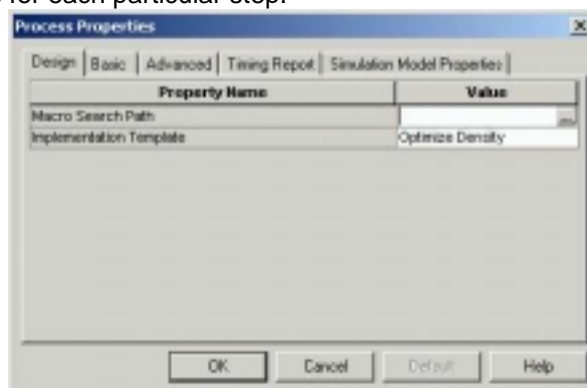 for each particular step.
Process Properties
Design Basic Advanced Timing Report Simulation Model Properties
Property Name Value
Macro Search Path ...
Implementation Template Optimize Density
OK Cancel Default Help